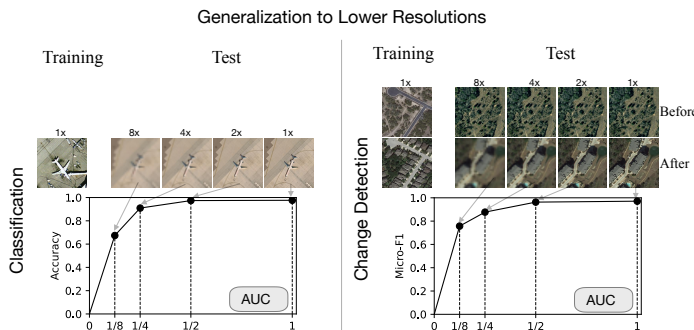 Generalization to Lower Resolutions
Training Test
1x 8x 4x 2x 1x
Classification
1.0
0.8
0.6
0.4
0.2
0.0
Accuracy
AUC
0 1/8 1/4 1/2 1
Training Test
1x 8x 4x 2x 1x
Before
After
Change Detection
1.0
0.8
0.6
0.4
0.2
0.0
Micro-F1
AUC
0 1/8 1/4 1/2 1